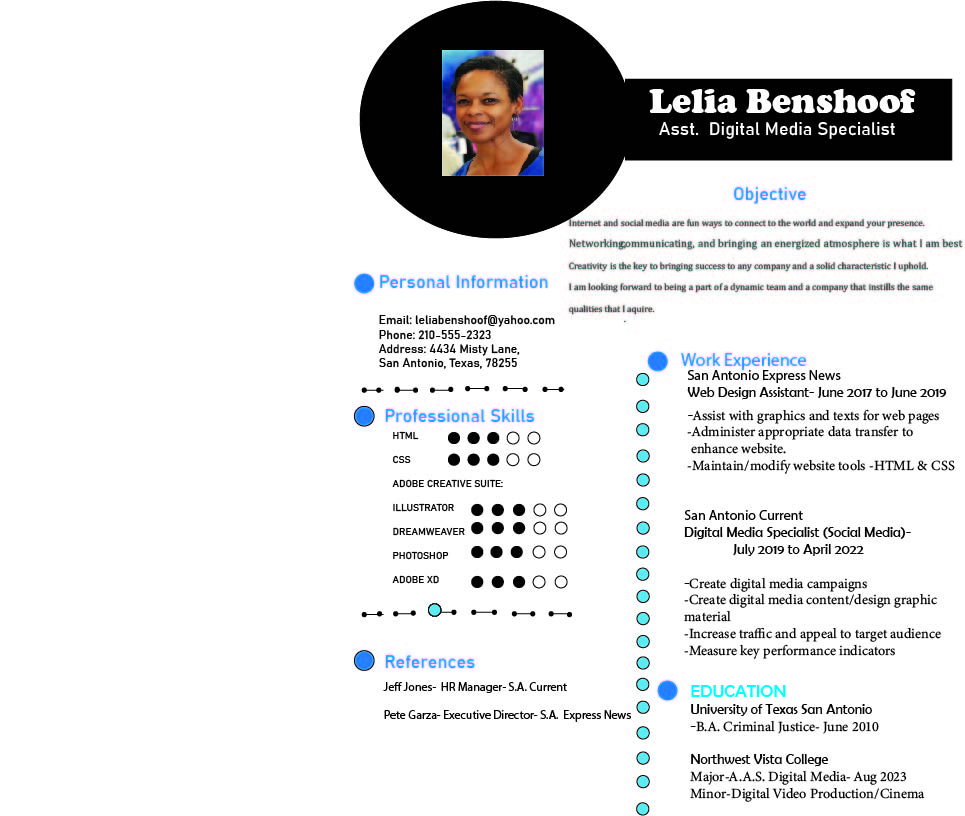 Lelia Benshoof
Asst. Digital Media Specialist
Objective
Internet and social media are fun ways to connect to the world and expand your presence.
Networking,communicating, and bringing an energized atmosphere is what I am best
Creativity is the key to bringing success to any company and a solid characteristic I uphold.
I am looking forward to being a part of a dynamic team and a company that instills the same
qualities that I aquire.
Personal Information
Email: leliabenshoof@yahoo.com
Phone: 210-555-2323
Address: 4434 Misty Lane,
San Antonio, Texas, 78255
Professional Skills
HTML
CSS
ADOBE CREATIVE SUITE:
ILLUSTRATOR
DREAMWEAVER
PHOTOSHOP
ADOBE XD
References
Jeff Jones- HR Manager- S.A. Current
Pete Garza- Executive Director- S.A. Express News
Work Experience
San Antonio Express News
Web Design Assistant- June 2017 to June 2019
-Assist with graphics and texts for web pages
-Administer appropriate data transfer to
enhance website.
-Maintain/modify website tools -HTML & CSS
San Antonio Current
Digital Media Specialist (Social Media)-
July 2019 to April 2022
-Create digital media campaigns
-Create digital media content/design graphic
material
-Increase traffic and appeal to target audience
-Measure key performance indicators
EDUCATION
University of Texas San Antonio
-B.A. Criminal Justice- June 2010
Northwest Vista College
Major-A.A.S. Digital Media- Aug 2023
Minor-Digital Video Production/Cinema